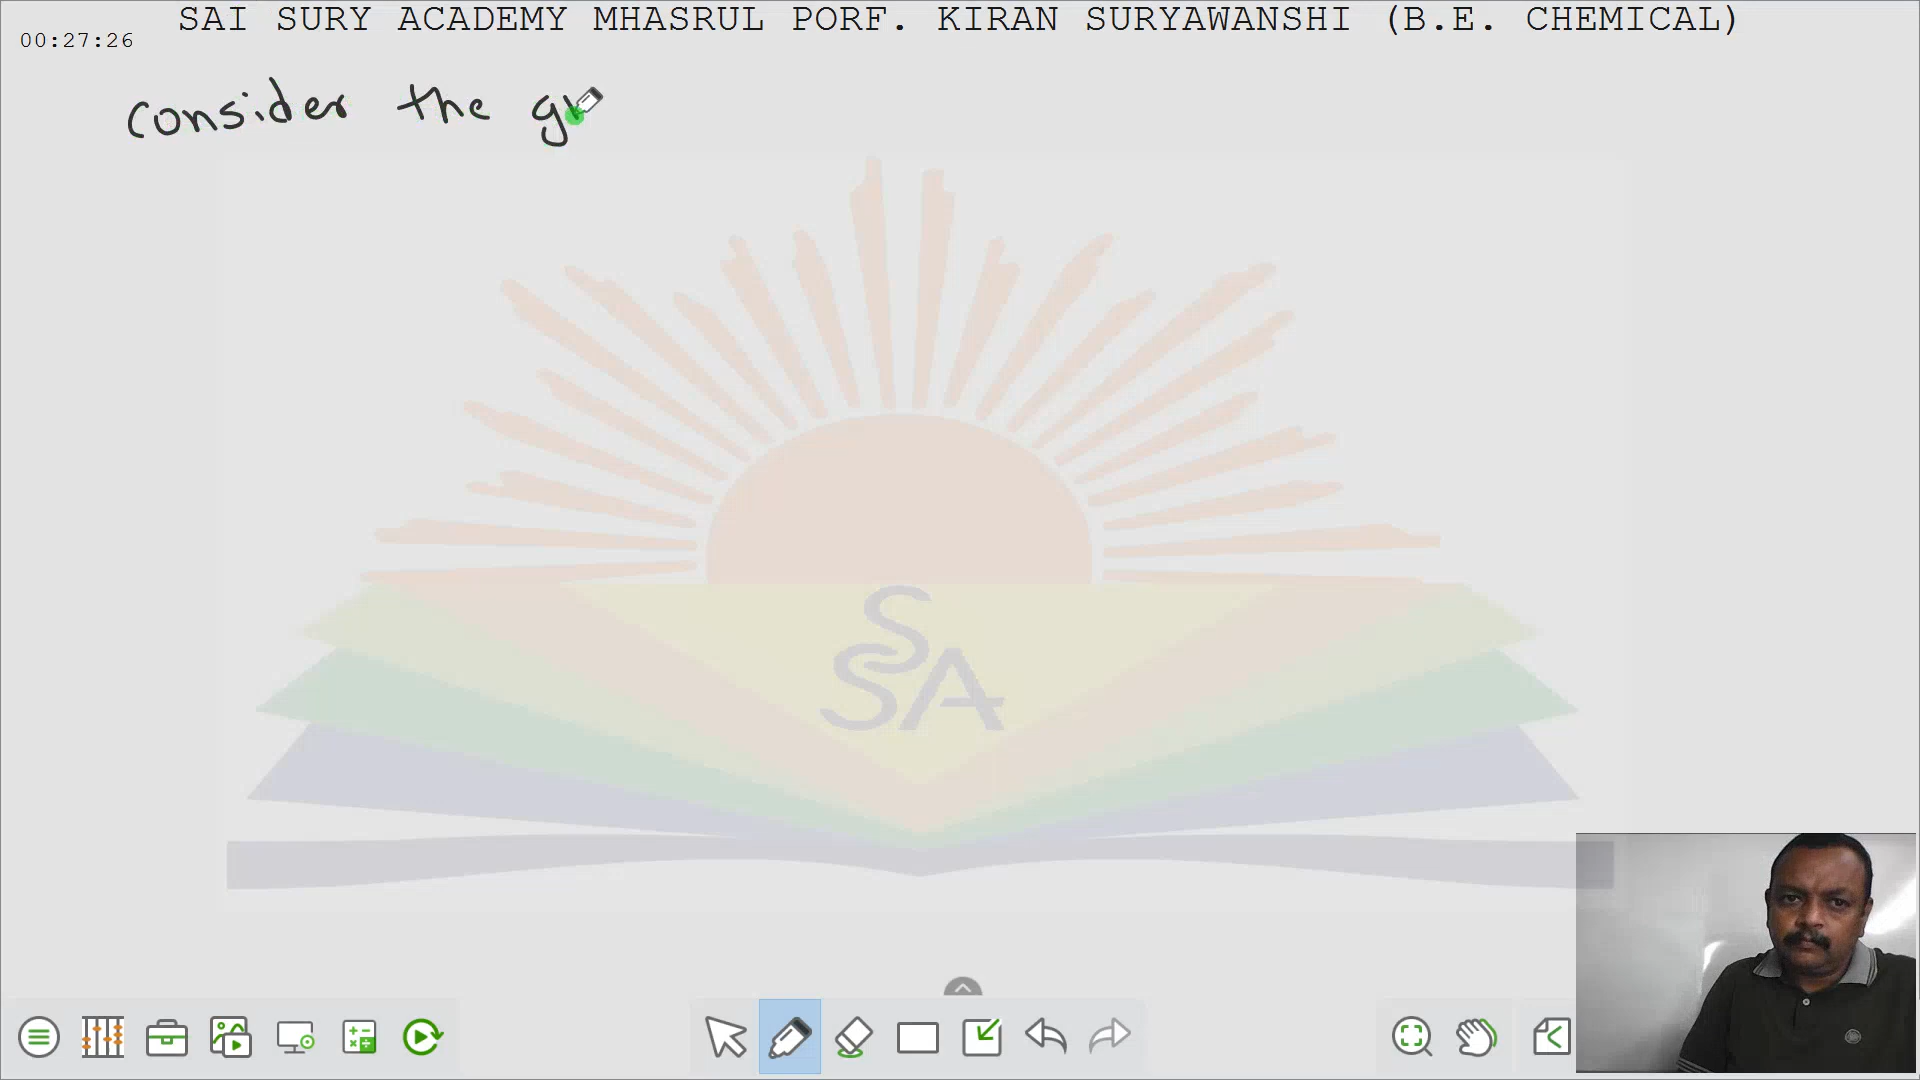 SAI SURY ACADEMY MHASRUL PORF. KIRAN SURYAWANSHI (B.E. CHEMICAL)
00:27:26
consider the
SSA